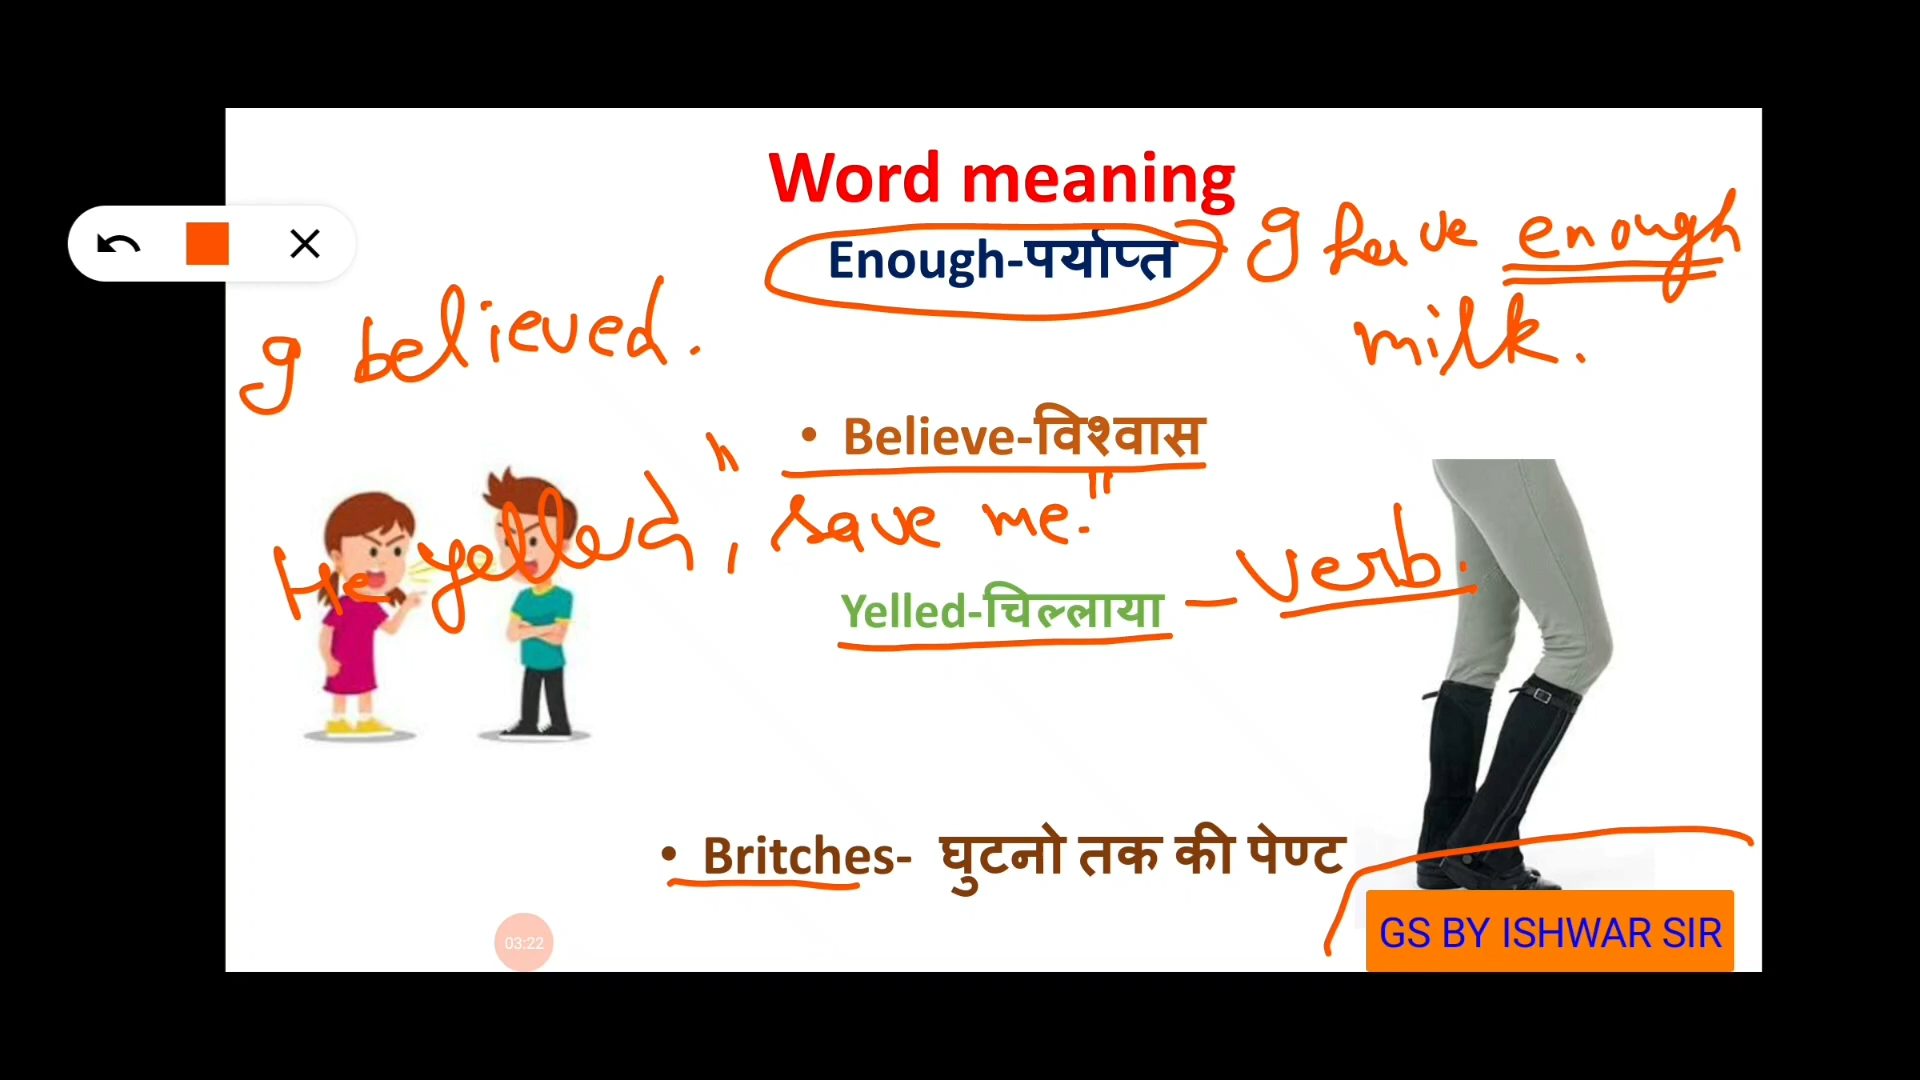 Word meaning
Enough-पर्याप्त
I have enough
milk.
I believed.
• Believe-विश्वास
He yelled, "save me."
Yelled-चिल्लाया - verb.
• Britches- घुटनो तक की पेण्ट
03:22
GS BY ISHWAR SIR